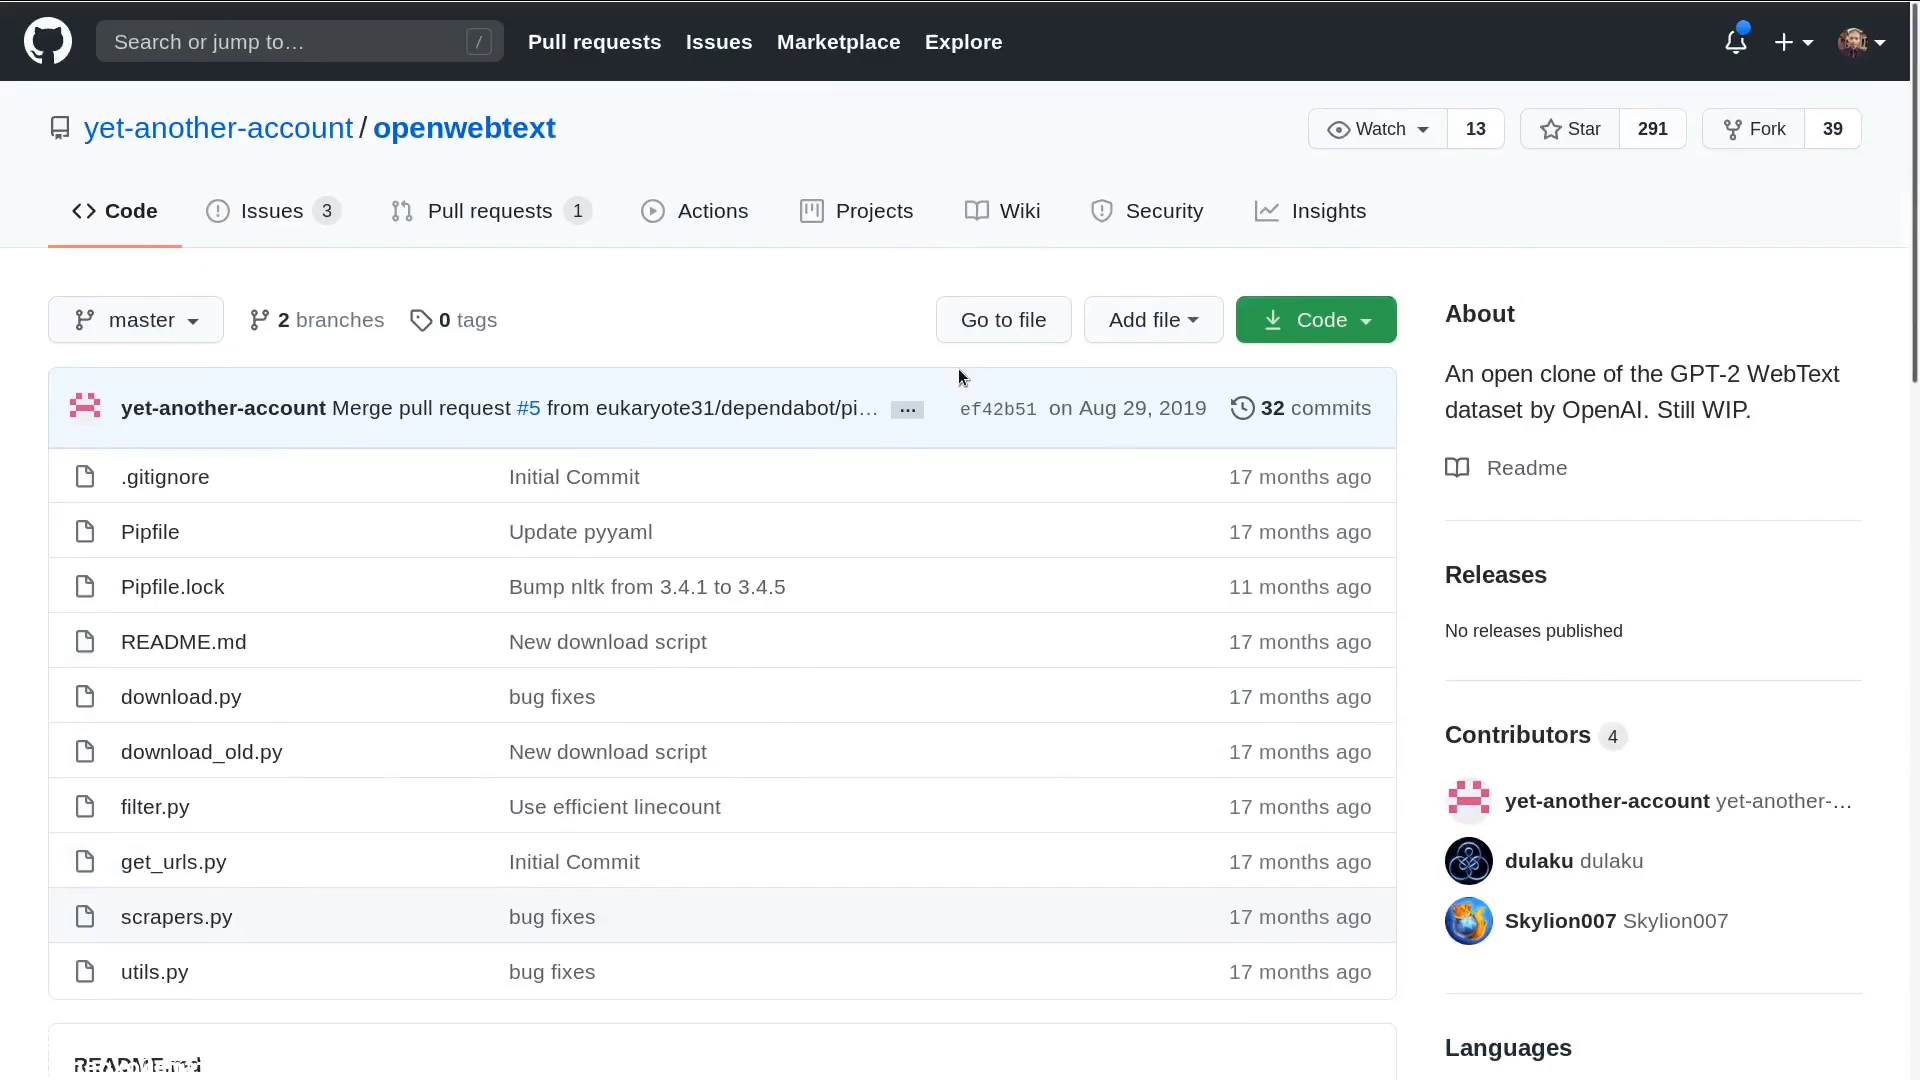 Search or jump to… /
Pull requests Issues Marketplace Explore
yet-another-account / openwebtext
Watch 13 Star 291 Fork 39
Code Issues 3 Pull requests 1 Actions Projects Wiki Security Insights
master 2 branches 0 tags Go to file Add file Code
yet-another-account Merge pull request #5 from eukaryote31/dependabot/pi… … ef42b51 on Aug 29, 2019 32 commits
.gitignore Initial Commit 17 months ago
Pipfile Update pyyaml 17 months ago
Pipfile.lock Bump nltk from 3.4.1 to 3.4.5 11 months ago
README.md New download script 17 months ago
download.py bug fixes 17 months ago
download_old.py New download script 17 months ago
filter.py Use efficient linecount 17 months ago
get_urls.py Initial Commit 17 months ago
scrapers.py bug fixes 17 months ago
utils.py bug fixes 17 months ago
README.md
About
An open clone of the GPT-2 WebText
dataset by OpenAI. Still WIP.
Readme
Releases
No releases published
Contributors 4
yet-another-account yet-another-…
dulaku dulaku
Skylion007 Skylion007
Languages